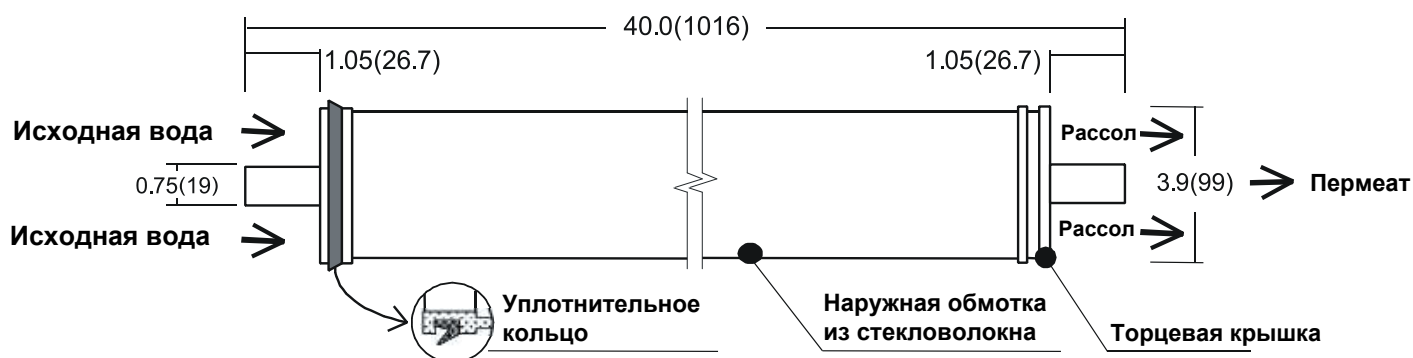 40.0(1016)
1.05(26.7)
1.05(26.7)
Исходная вода
Рассол
0.75(19)
3.9(99)
Пермеат
Исходная вода
Рассол
Уплотнительное
кольцо
Наружная обмотка
из стекловолокна
Торцевая крышка